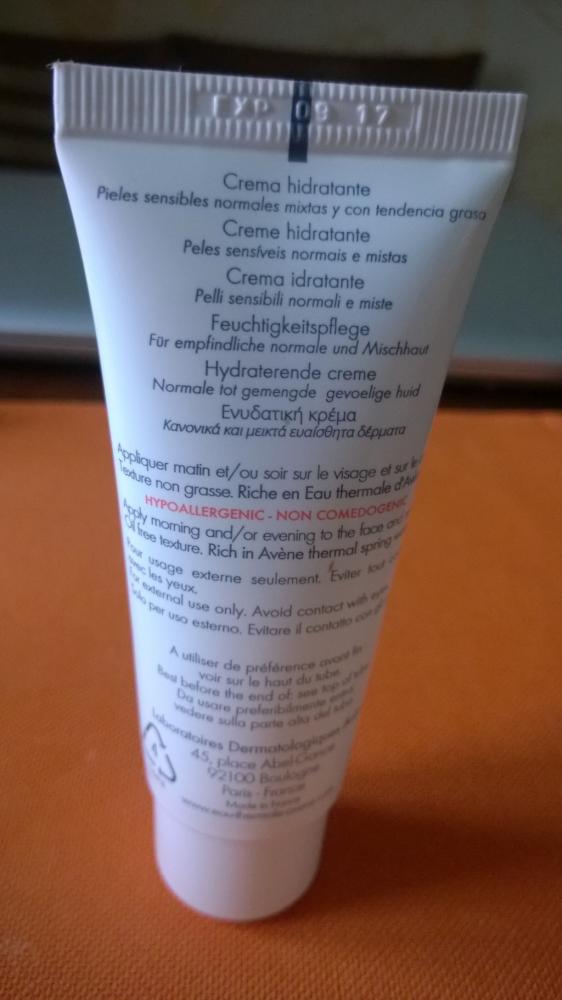 EXP 09 17
Crema hidratante
Pieles sensibles normales mixtas y con tendencia grasa
Creme hidratante
Peles sensíveis normais e mistas
Crema idratante
Pelli sensibili normali e miste
Feuchtigkeitspflege
Für empfindliche normale und Mischhaut
Hydraterende creme
Normale tot gemengde gevoelige huid
Ενυδατική κρέμα
Κανονικά και μεικτά ευαίσθητα δέρματα
Appliquer matin et/ou soir sur le visage et sur le
Texture non grasse. Riche en Eau thermale
HYPOALLERGENIC - NON COMEDOGENIC
Apply morning and/or evening to the face and
Oil free texture. Rich in Avène thermal spring
Pour usage externe seulement. Eviter tout
avec les yeux.
For external use only. Avoid contact with eyes
Solo per uso esterno. Evitare il contatto con
A utiliser de préférence avant fin
voir sur le haut du tube.
Best before the end of: see top of tube
Da usare preferibilmente entro
vedere sulla parte alta del tubo
Laboratoires Dermatologiques
45, place Abel-Gance
92100 Boulogne
Paris - France
Made in France